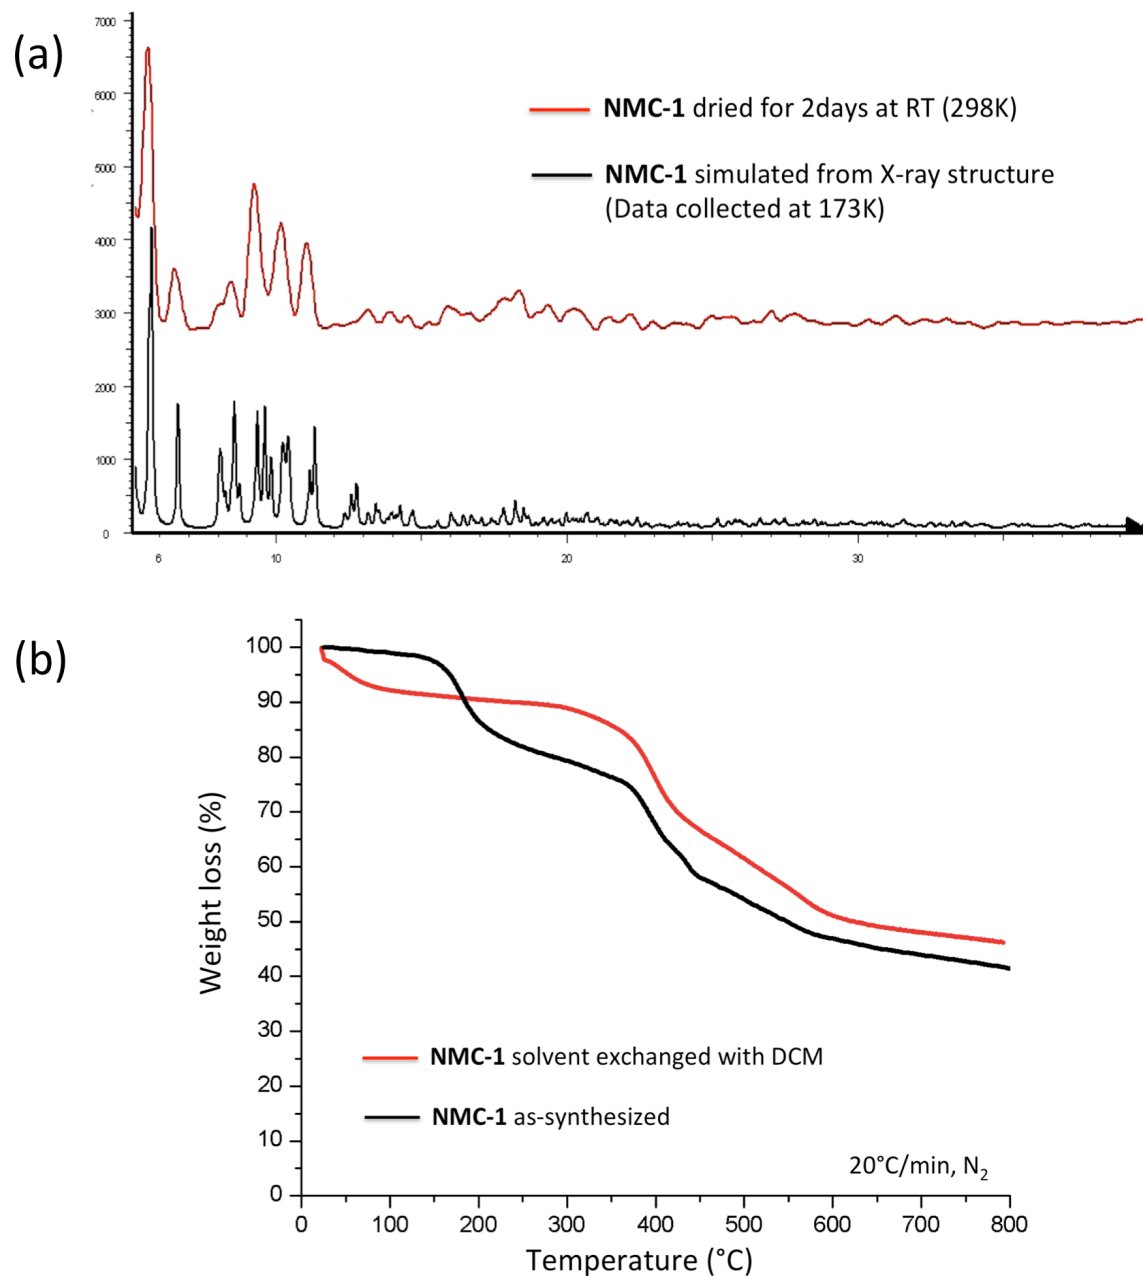 (a)
7000
6000
5000
4000
3000
2000
1000
0
6
10
20
30
NMC-1 dried for 2days at RT (298K)
NMC-1 simulated from X-ray structure
(Data collected at 173K)
(b)
100
90
80
70
60
50
40
30
20
10
0
Weight loss (%)
NMC-1 solvent exchanged with DCM
NMC-1 as-synthesized
20°C/min, N₂
0 100 200 300 400 500 600 700 800
Temperature (°C)